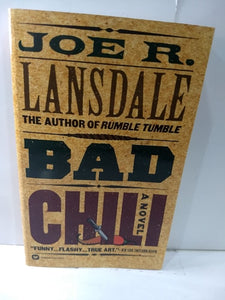 JOE R.
LANSDALE
THE AUTHOR OF RUMBLE TUMBLE
BAD
CHILI
A NOVEL
"FUNNY...FLASHY...TRUE ART."